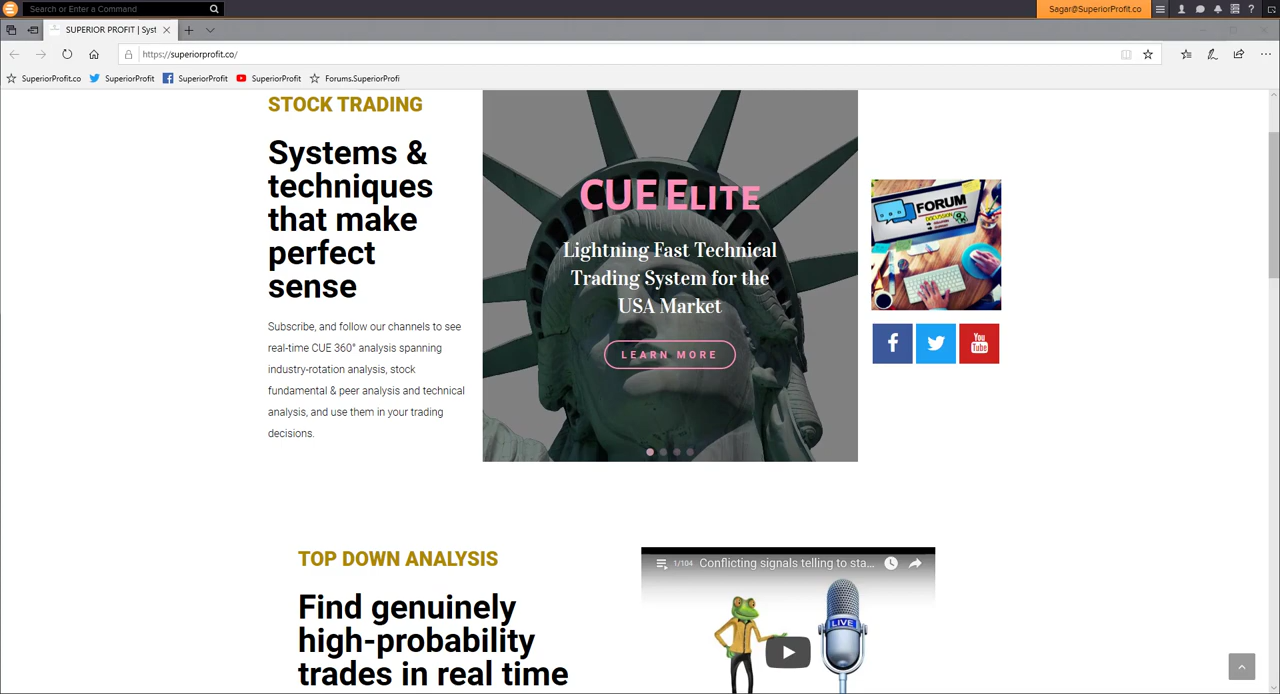 Search or Enter a Command
Sagar@SuperiorProfit.co
?
SUPERIOR PROFIT | Syst
https://superiorprofit.co/
SuperiorProfit.co
SuperiorProfit
SuperiorProfit
SuperiorProfit
Forums.SuperiorProfi
STOCK TRADING
Systems &
techniques
that make
perfect
sense
Subscribe, and follow our channels to see
real-time CUE 360° analysis spanning
industry-rotation analysis, stock
fundamental & peer analysis and technical
analysis, and use them in your trading
decisions.
CUE ELITE
Lightning Fast Technical
Trading System for the
USA Market
LEARN MORE
FORUM
You
Tube
TOP DOWN ANALYSIS
Find genuinely
high-probability
trades in real time
1/104 Conflicting signals telling to sta...
LIVE